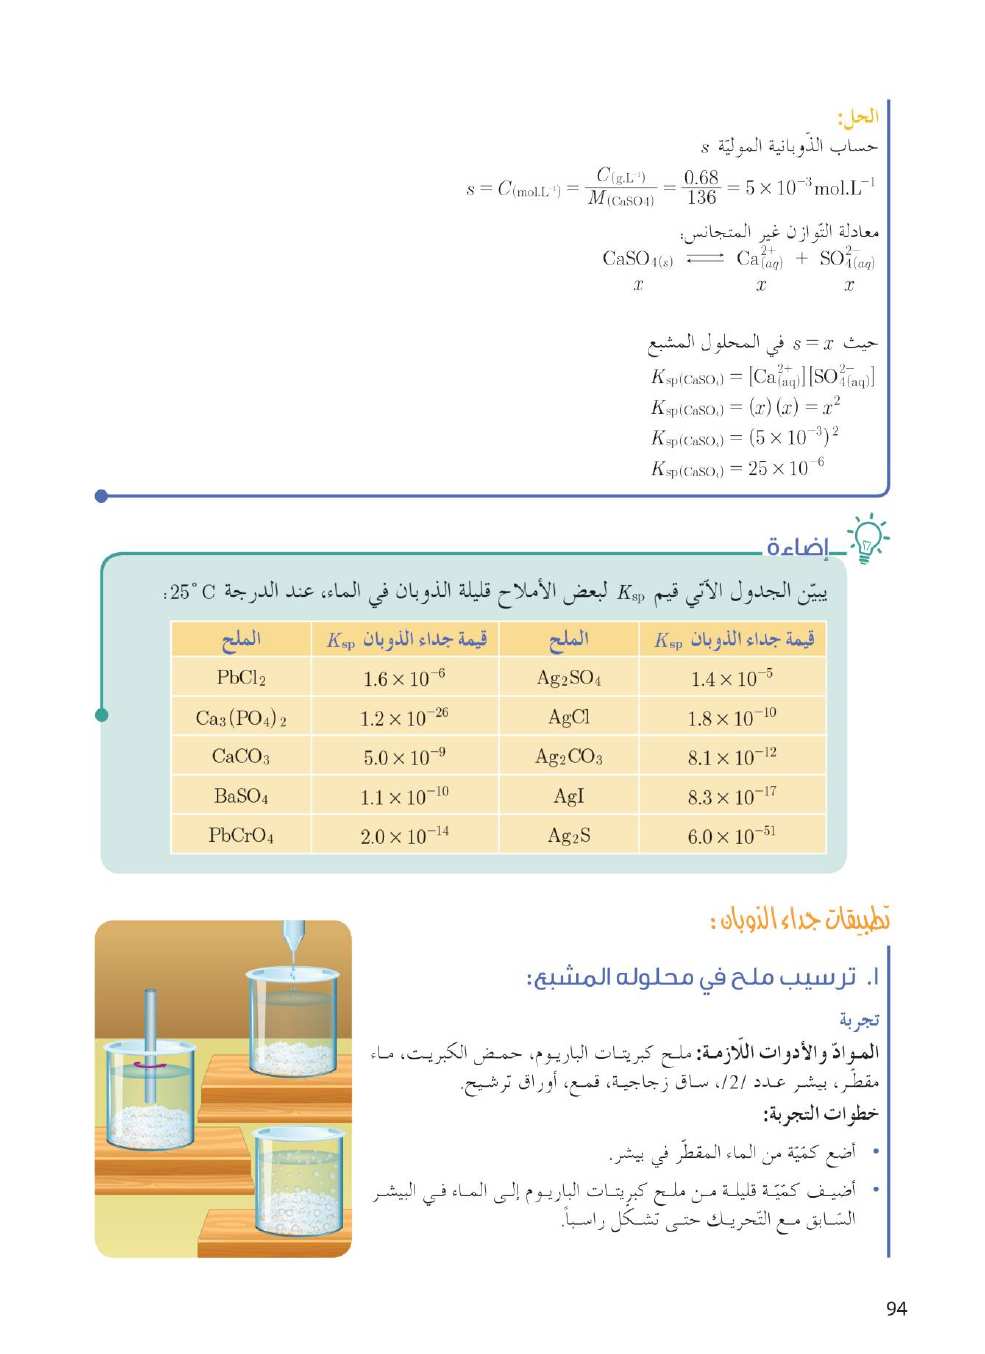 الحل:
حساب الذّوبانية الموليّة s
s = C(mol.L⁻¹) = C(g.L⁻¹) / M(CaSO4) = 0.68 / 136 = 5 × 10⁻³ mol.L⁻¹
معادلة التّوازن غير المتجانس:
CaSO₄(s) ⇌ Ca²⁺(aq) + SO₄²⁻(aq)
x x x
حيث s = x في المحلول المشبع
Ksp(CaSO₄) = [Ca²⁺(aq)][SO₄²⁻(aq)]
Ksp(CaSO₄) = (x)(x) = x²
Ksp(CaSO₄) = (5 × 10⁻³)²
Ksp(CaSO₄) = 25 × 10⁻⁶
إضاءة
يبيّن الجدول الآتي قيم Ksp لبعض الأملاح قليلة الذوبان في الماء، عند الدرجة 25°C:
قيمة جداء الذوبان Ksp الملح قيمة جداء الذوبان Ksp الملح
PbCl₂ 1.6 × 10⁻⁶ Ag₂SO₄ 1.4 × 10⁻⁵
Ca₃(PO₄)₂ 1.2 × 10⁻²⁶ AgCl 1.8 × 10⁻¹⁰
CaCO₃ 5.0 × 10⁻⁹ Ag₂CO₃ 8.1 × 10⁻¹²
BaSO₄ 1.1 × 10⁻¹⁰ AgI 8.3 × 10⁻¹⁷
PbCrO₄ 2.0 × 10⁻¹⁴ Ag₂S 6.0 × 10⁻⁵¹
تطبيقات جداء الذوبان:
١. ترسيب ملح في محلوله المشبع:
تجربة
الموادّ والأدوات اللّازمة: ملح كبريتات الباريوم، حمض الكبريت، ماء
مقطّر، بيشر عدد /2/، ساق زجاجية، قمع، أوراق ترشيح.
خطوات التجربة:
• أضع كمّيّة من الماء المقطّر في بيشر.
• أضيف كمّيّة قليلة من ملح كبريتات الباريوم إلى الماء في البيشر
السّابق مع التّحريك حتى تشكّل راسباً.
94